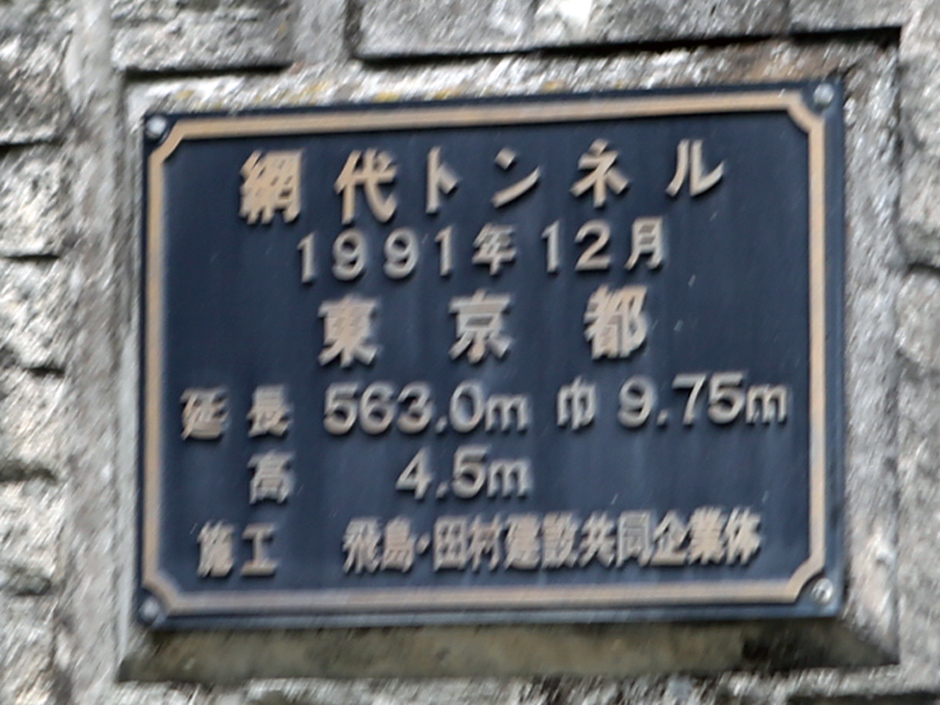 網代トンネル
1991年12月
東京都
延長 563.0m 巾 9.75m
高 4.5m
施工 飛島・田村建設共同企業体